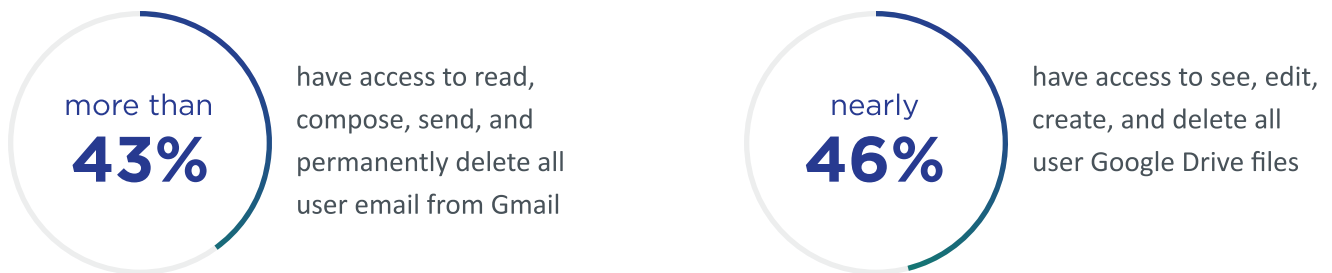 more than
43%
have access to read,
compose, send, and
permanently delete all
user email from Gmail
nearly
46%
have access to see, edit,
create, and delete all
user Google Drive files